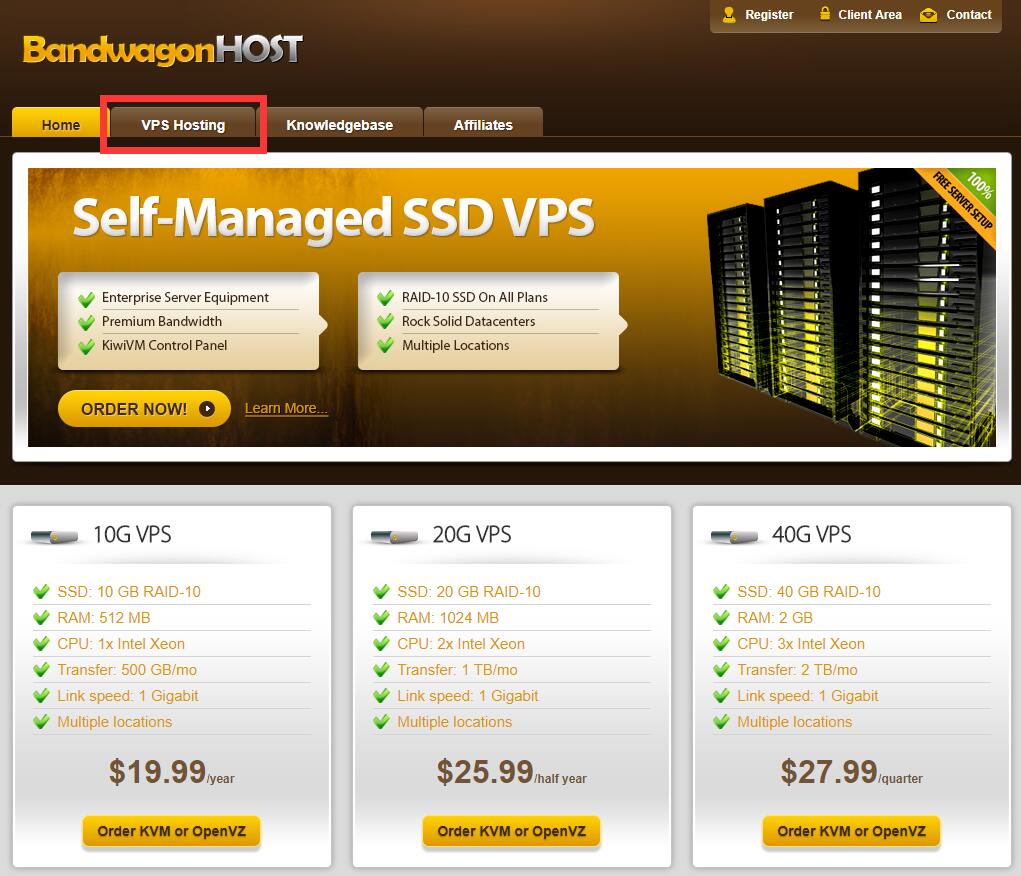 Register
Client Area
Contact
BandwagonHOST
Home
VPS Hosting
Knowledgebase
Affiliates
Self-Managed SSD VPS
100%
FREE SERVER SETUP
Enterprise Server Equipment
Premium Bandwidth
KiwiVM Control Panel
RAID-10 SSD On All Plans
Rock Solid Datacenters
Multiple Locations
ORDER NOW!
Learn More...
10G VPS
SSD: 10 GB RAID-10
RAM: 512 MB
CPU: 1x Intel Xeon
Transfer: 500 GB/mo
Link speed: 1 Gigabit
Multiple locations
$19.99/year
Order KVM or OpenVZ
20G VPS
SSD: 20 GB RAID-10
RAM: 1024 MB
CPU: 2x Intel Xeon
Transfer: 1 TB/mo
Link speed: 1 Gigabit
Multiple locations
$25.99/half year
Order KVM or OpenVZ
40G VPS
SSD: 40 GB RAID-10
RAM: 2 GB
CPU: 3x Intel Xeon
Transfer: 2 TB/mo
Link speed: 1 Gigabit
Multiple locations
$27.99/quarter
Order KVM or OpenVZ